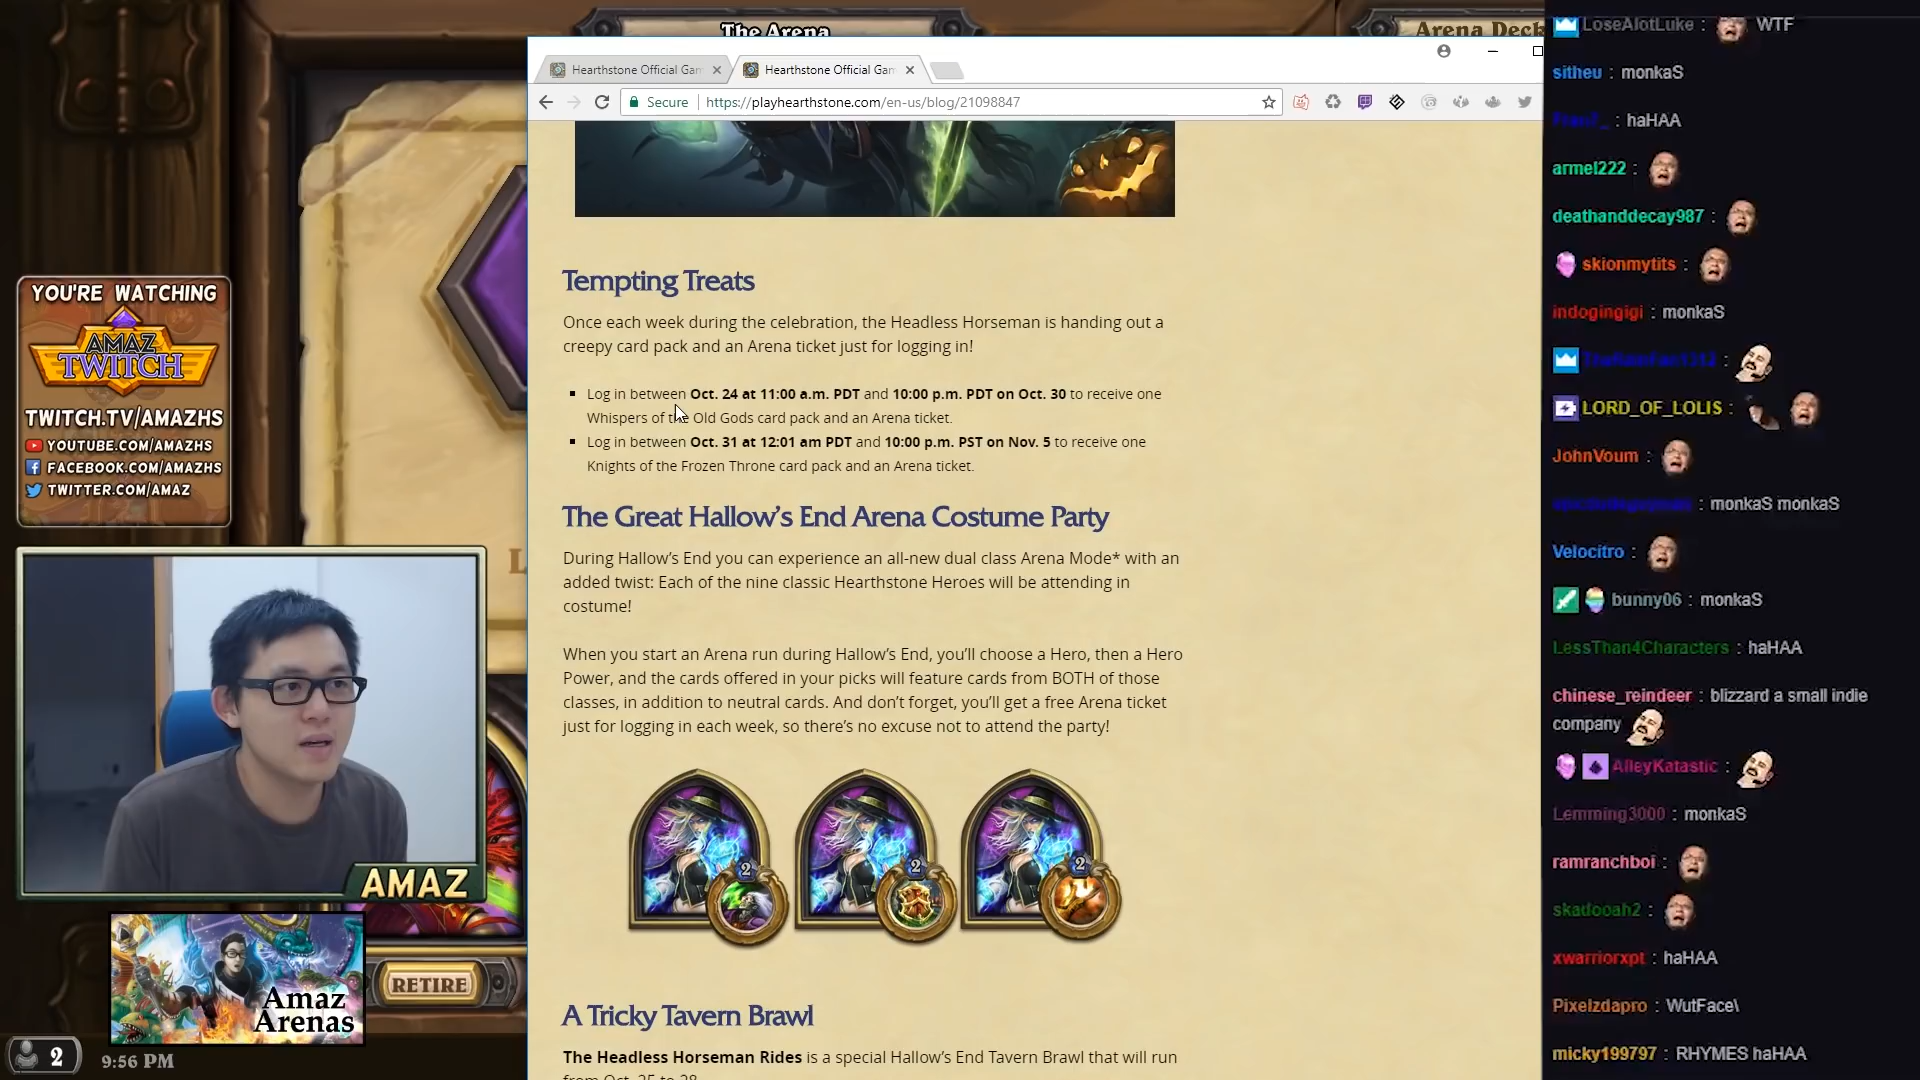 The Arena
Arena Deck
Hearthstone Official Gam
Hearthstone Official Gam
Secure
https://playhearthstone.com/en-us/blog/21098847
Tempting Treats
Once each week during the celebration, the Headless Horseman is handing out a
creepy card pack and an Arena ticket just for logging in!
Log in between Oct. 24 at 11:00 a.m. PDT and 10:00 p.m. PDT on Oct. 30 to receive one
Whispers of the Old Gods card pack and an Arena ticket.
Log in between Oct. 31 at 12:01 am PDT and 10:00 p.m. PST on Nov. 5 to receive one
Knights of the Frozen Throne card pack and an Arena ticket.
The Great Hallow’s End Arena Costume Party
During Hallow’s End you can experience an all-new dual class Arena Mode* with an
added twist: Each of the nine classic Hearthstone Heroes will be attending in
costume!
When you start an Arena run during Hallow’s End, you’ll choose a Hero, then a Hero
Power, and the cards offered in your picks will feature cards from BOTH of those
classes, in addition to neutral cards. And don’t forget, you’ll get a free Arena ticket
just for logging in each week, so there’s no excuse not to attend the party!
2
2
2
A Tricky Tavern Brawl
The Headless Horseman Rides is a special Hallow’s End Tavern Brawl that will run
from Oct. 25 to 28
YOU'RE WATCHING
AMAZ
TWITCH
TWITCH.TV/AMAZHS
YOUTUBE.COM/AMAZHS
FACEBOOK.COM/AMAZHS
TWITTER.COM/AMAZ
L
AMAZ
Amaz
Arenas
RETIRE
2
9:56 PM
LoseAlotLuke : WTF
sitheu : monkaS
: haHAA
armel222 :
deathanddecay987 :
skionmytits :
indogingigi : monkaS
:
LORD_OF_LOLIS :
JohnVoum :
: monkaS monkaS
Velocitro :
bunny06 : monkaS
LessThan4Characters : haHAA
chinese_reindeer : blizzard a small indie
company
AlleyKatastic :
Lemming3000 : monkaS
ramranchboi :
skadooah2 :
xwarriorxpt : haHAA
Pixelzdapro : WutFace\
micky199797 : RHYMES haHAA